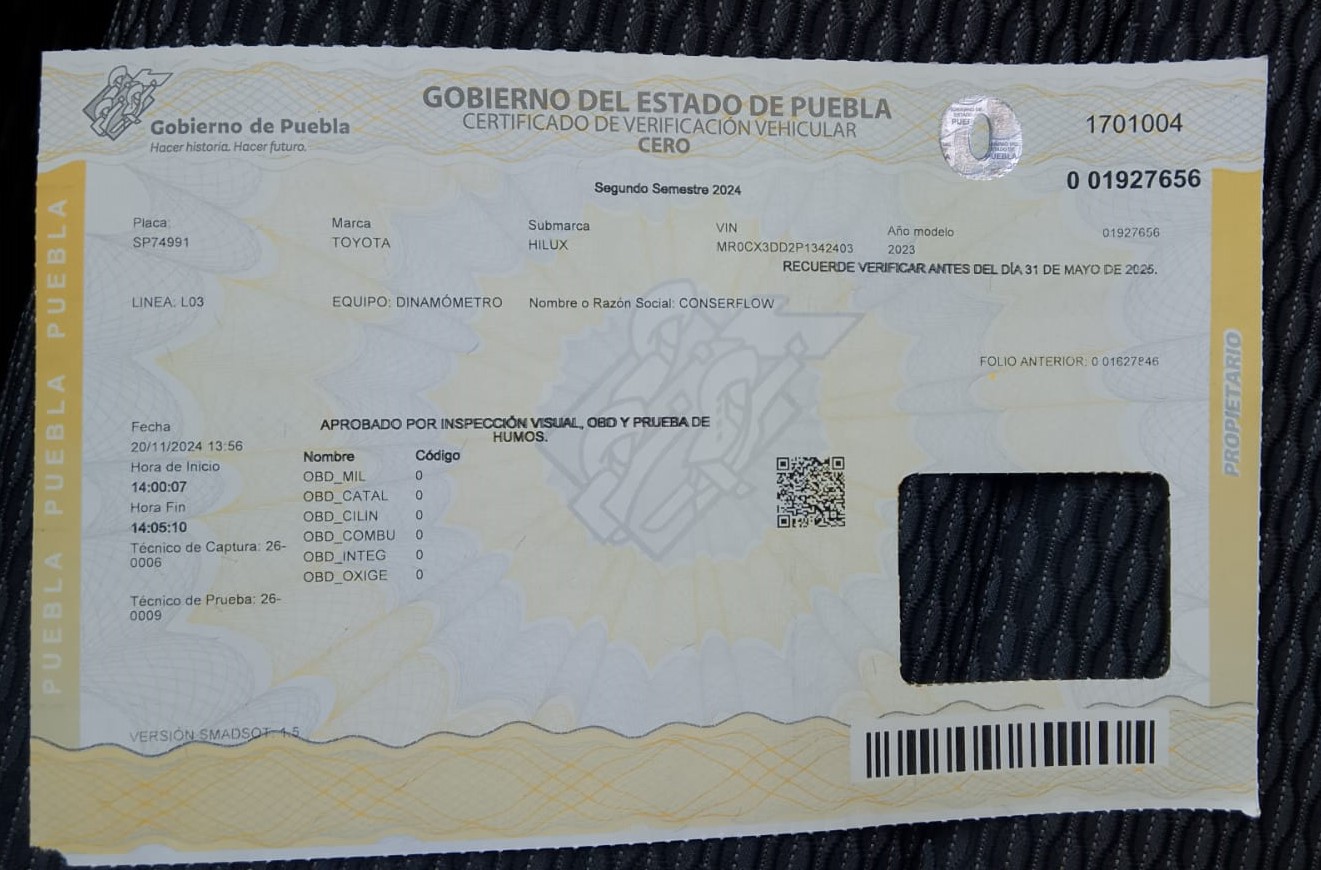 GOBIERNO DEL ESTADO DE PUEBLA
CERTIFICADO DE VERIFICACIÓN VEHICULAR
CERO
Gobierno de Puebla
Hacer historia. Hacer futuro.
0
1701004
0 01927656
Segundo Semestre 2024
Placa:
SP74991
Marca
TOYOTA
Submarca
HILUX
VIN
MR0CX3DD2P1342403
Año modelo
2023
01927656
RECUERDE VERIFICAR ANTES DEL DÍA 31 DE MAYO DE 2025.
LINEA: L03
EQUIPO: DINAMÓMETRO
Nombre o Razón Social: CONSERFLOW
FOLIO ANTERIOR: 0 01627846
Fecha
20/11/2024 13:56
Hora de Inicio
14:00:07
Hora Fin
14:05:10
Técnico de Captura: 26-
0006
Técnico de Prueba: 26-
0009
APROBADO POR INSPECCIÓN VISUAL, OBD Y PRUEBA DE
HUMOS.
Nombre Código
OBD_MIL 0
OBD_CATAL 0
OBD_CILIN 0
OBD_COMBU 0
OBD_INTEG 0
OBD_OXIGE 0
VERSIÓN SMADSOT 1.5
PUEBLA PUEBLA PUEBLA PUEBLA
PROPIETARIO